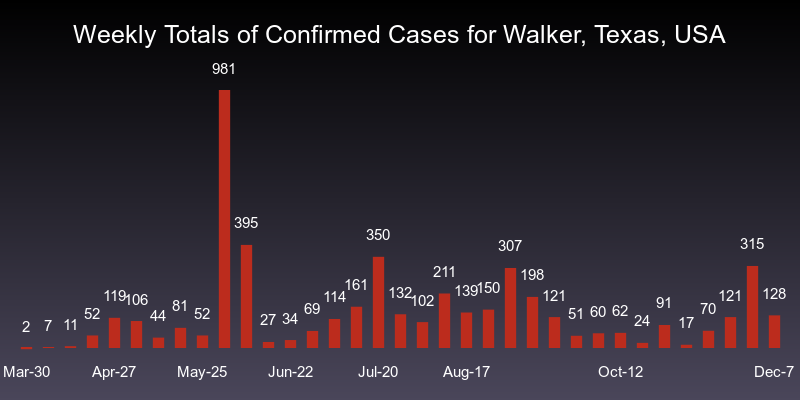 Weekly Totals of Confirmed Cases for Walker, Texas, USA
2 7 11 52 119 106 44 81 52 981 395 27 34 69 114 161 350 132 102 211 139 150 307 198 121 51 60 62 24 91 17 70 121 315 128
Mar-30 Apr-27 May-25 Jun-22 Jul-20 Aug-17 Oct-12 Dec-7